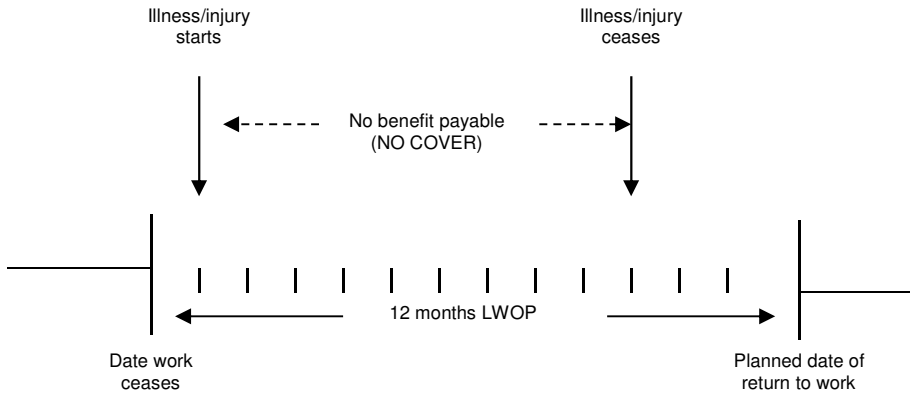 Illness/injury
starts
Illness/injury
ceases
No benefit payable
(NO COVER)
12 months LWOP
Date work
ceases
Planned date of
return to work